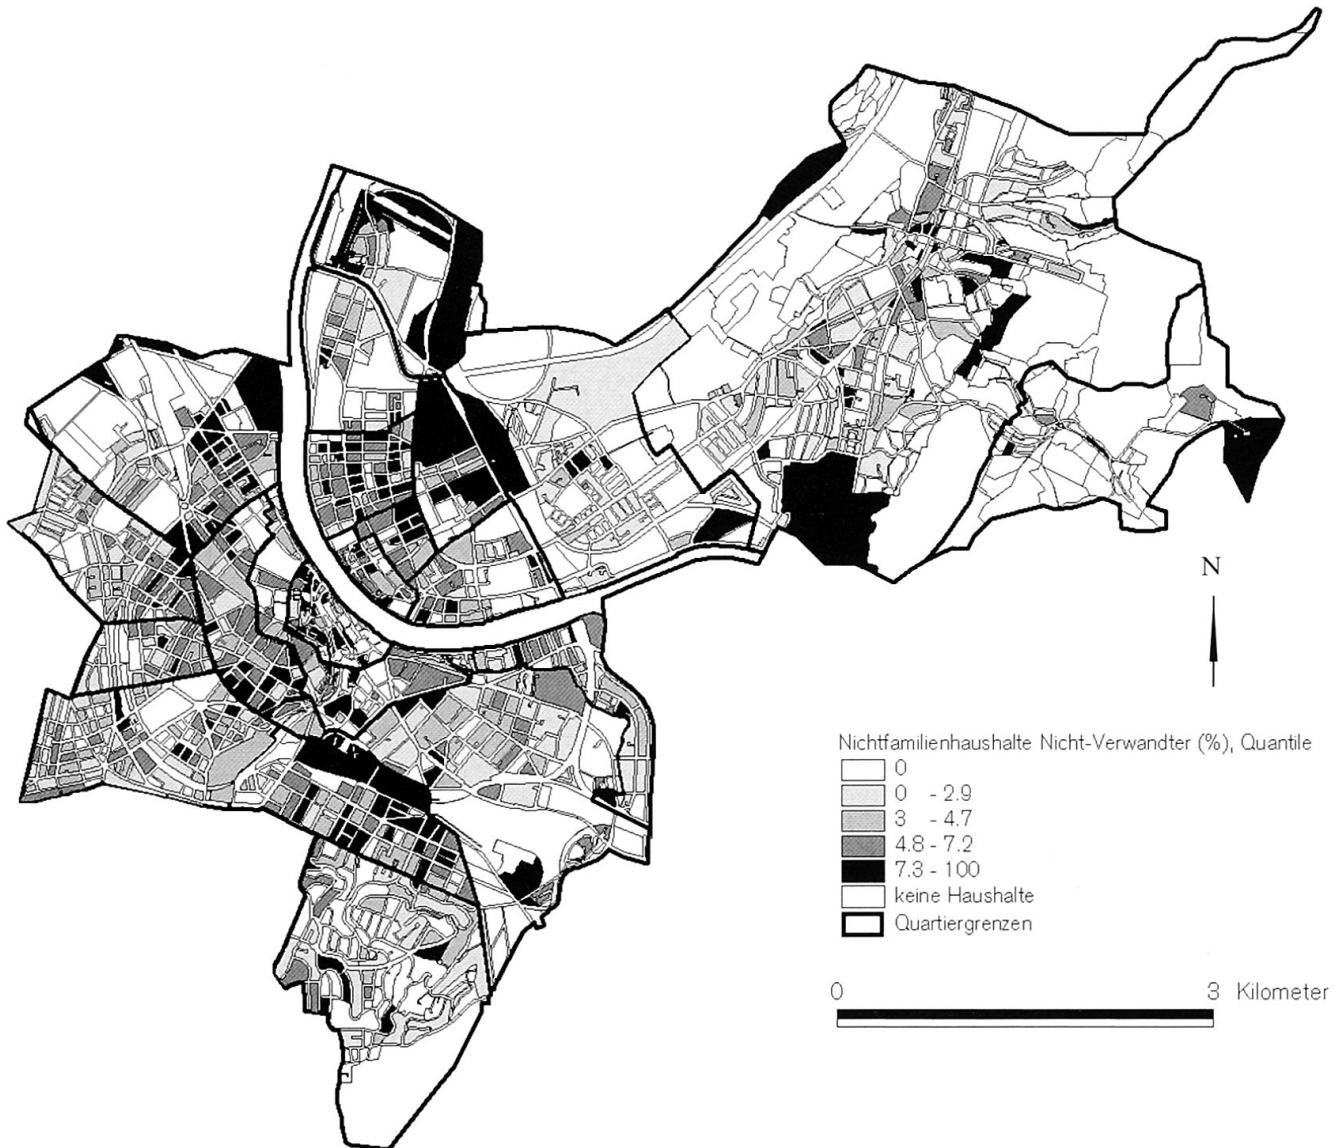 N
Nichtfamilienhaushalte Nicht-Verwandter (%), Quantile
0
0 - 2.9
3 - 4.7
4.8 - 7.2
7.3 - 100
keine Haushalte
Quartiergrenzen
0 3 Kilometer